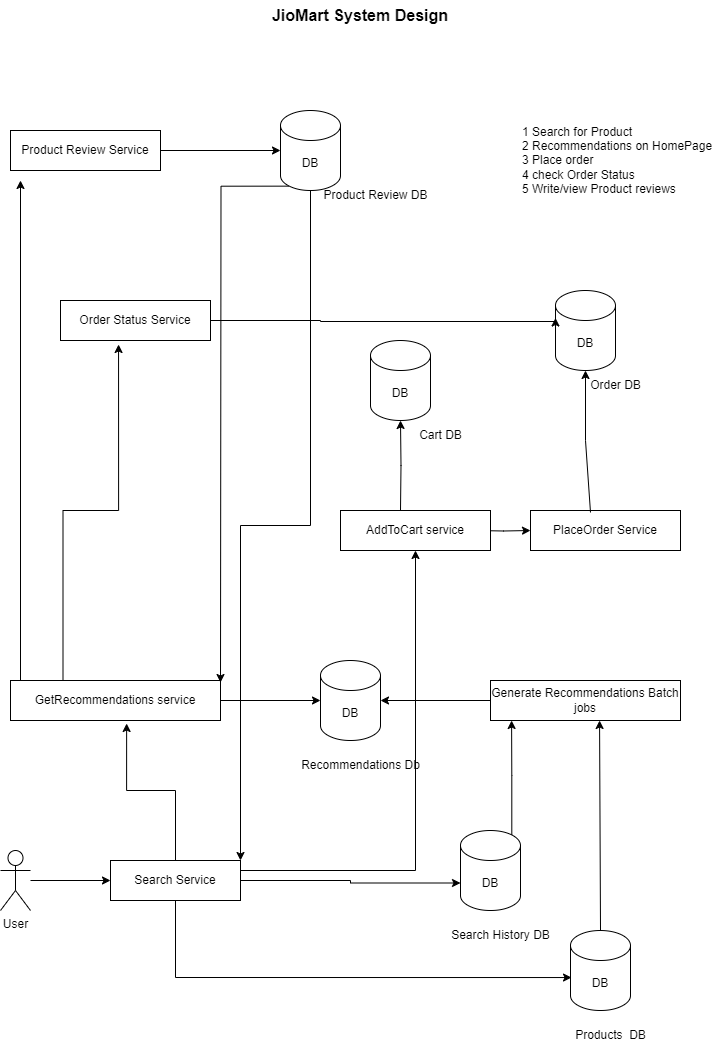 JioMart System Design
1 Search for Product
2 Recommendations on HomePage
3 Place order
4 check Order Status
5 Write/view Product reviews
Product Review Service
DB
Product Review DB
Order Status Service
DB
Order DB
DB
Cart DB
AddToCart service
PlaceOrder Service
GetRecommendations service
DB
Recommendations Db
Generate Recommendations Batch
jobs
User
Search Service
DB
Search History DB
DB
Products  DB